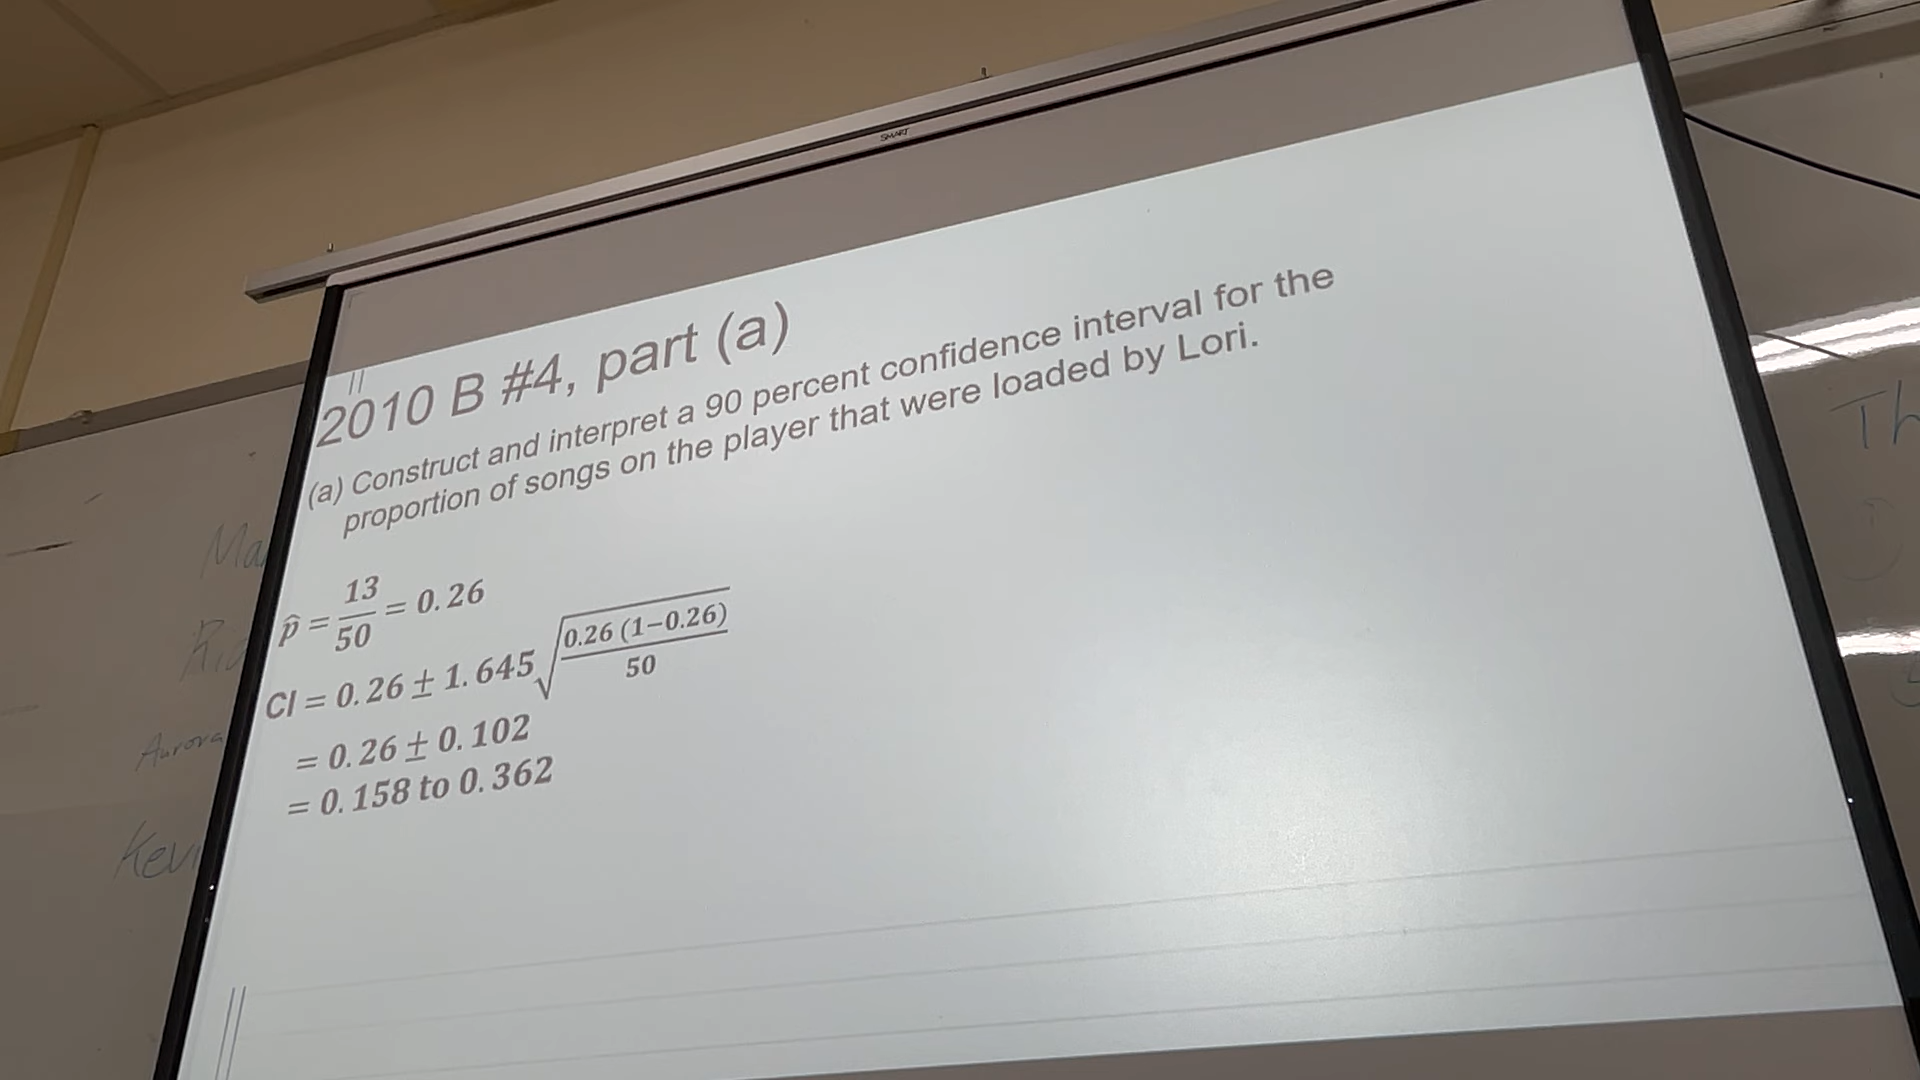 SMART
2010 B #4, part (a)
(a) Construct and interpret a 90 percent confidence interval for the
proportion of songs on the player that were loaded by Lori.
p̂ = 13/50 = 0.26
CI = 0.26 ± 1.645 √(0.26 (1−0.26)/50)
= 0.26 ± 0.102
= 0.158 to 0.362
Aurora
Th